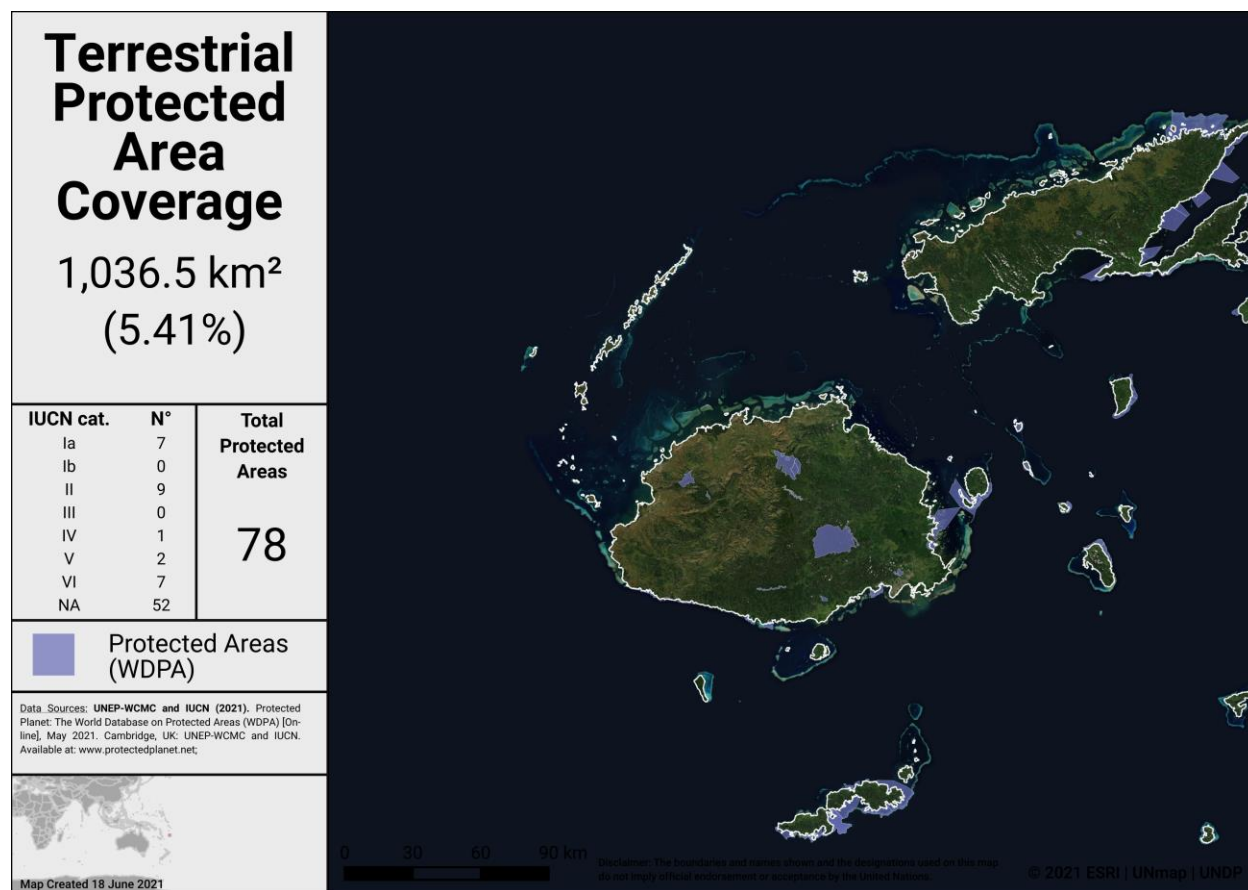 Terrestrial
Protected
Area
Coverage
1,036.5 km²
(5.41%)
IUCN cat. N°
Ia 7
Ib 0
II 9
III 0
IV 1
V 2
VI 7
NA 52
Total
Protected
Areas
78
Protected Areas
(WDPA)
Data Sources: UNEP-WCMC and IUCN (2021). Protected
Planet: The World Database on Protected Areas (WDPA) [On-
line], May 2021. Cambridge, UK: UNEP-WCMC and IUCN.
Available at: www.protectedplanet.net;
Map Created 18 June 2021
0 30 60 90 km
Disclaimer: The boundaries and names shown and the designations used on this map
do not imply official endorsement or acceptance by the United Nations.
© 2021 ESRI | UNmap | UNDP